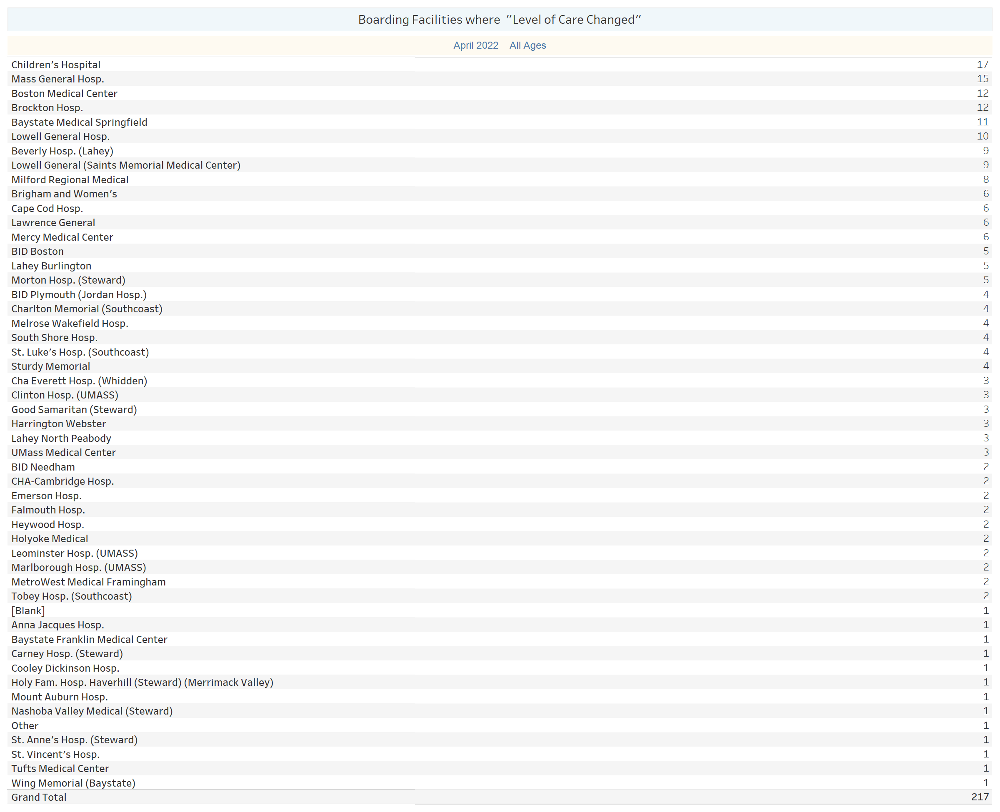 Boarding Facilities where "Level of Care Changed"
April 2022 All Ages
Children's Hospital 17
Mass General Hosp. 15
Boston Medical Center 12
Brockton Hosp. 12
Baystate Medical Springfield 11
Lowell General Hosp. 10
Beverly Hosp. (Lahey) 9
Lowell General (Saints Memorial Medical Center) 9
Milford Regional Medical 8
Brigham and Women's 6
Cape Cod Hosp. 6
Lawrence General 6
Mercy Medical Center 6
BID Boston 5
Lahey Burlington 5
Morton Hosp. (Steward) 5
BID Plymouth (Jordan Hosp.) 4
Charlton Memorial (Southcoast) 4
Melrose Wakefield Hosp. 4
South Shore Hosp. 4
St. Luke's Hosp. (Southcoast) 4
Sturdy Memorial 4
Cha Everett Hosp. (Whidden) 3
Clinton Hosp. (UMASS) 3
Good Samaritan (Steward) 3
Harrington Webster 3
Lahey North Peabody 3
UMass Medical Center 3
BID Needham 2
CHA-Cambridge Hosp. 2
Emerson Hosp. 2
Falmouth Hosp. 2
Heywood Hosp. 2
Holyoke Medical 2
Leominster Hosp. (UMASS) 2
Marlborough Hosp. (UMASS) 2
MetroWest Medical Framingham 2
Tobey Hosp. (Southcoast) 2
[Blank] 1
Anna Jacques Hosp. 1
Baystate Franklin Medical Center 1
Carney Hosp. (Steward) 1
Cooley Dickinson Hosp. 1
Holy Fam. Hosp. Haverhill (Steward) (Merrimack Valley) 1
Mount Auburn Hosp. 1
Nashoba Valley Medical (Steward) 1
Other 1
St. Anne's Hosp. (Steward) 1
St. Vincent's Hosp. 1
Tufts Medical Center 1
Wing Memorial (Baystate) 1
Grand Total 217